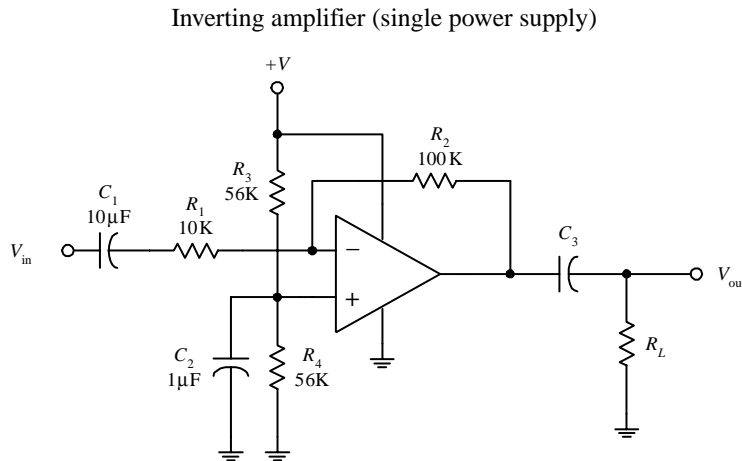 Inverting amplifier (single power supply)
+V
R2
100 K
R3
56K
C1
10μF
R1
10K
Vin
−
+
C3
Vou
C2
1μF
R4
56K
RL